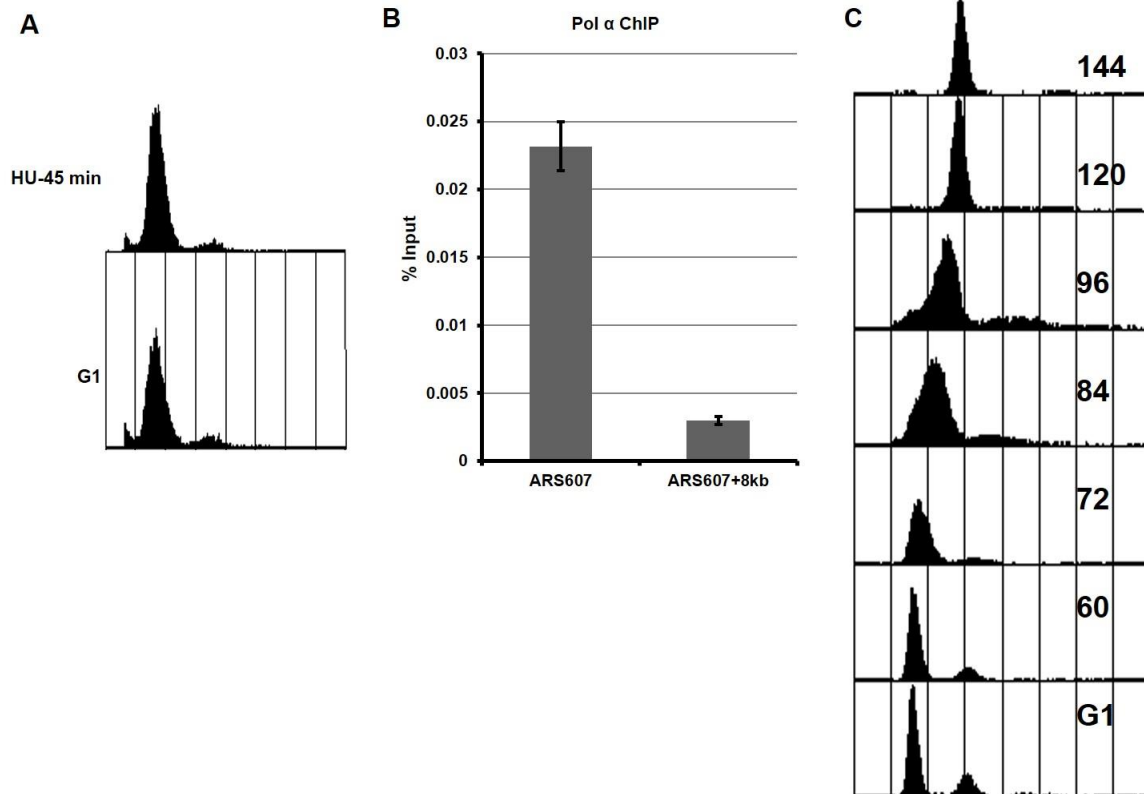 A
HU-45 min
G1
B
Pol α ChIP
% Input
0.03
0.025
0.02
0.015
0.01
0.005
0
ARS607
ARS607+8kb
C
144
120
96
84
72
60
G1